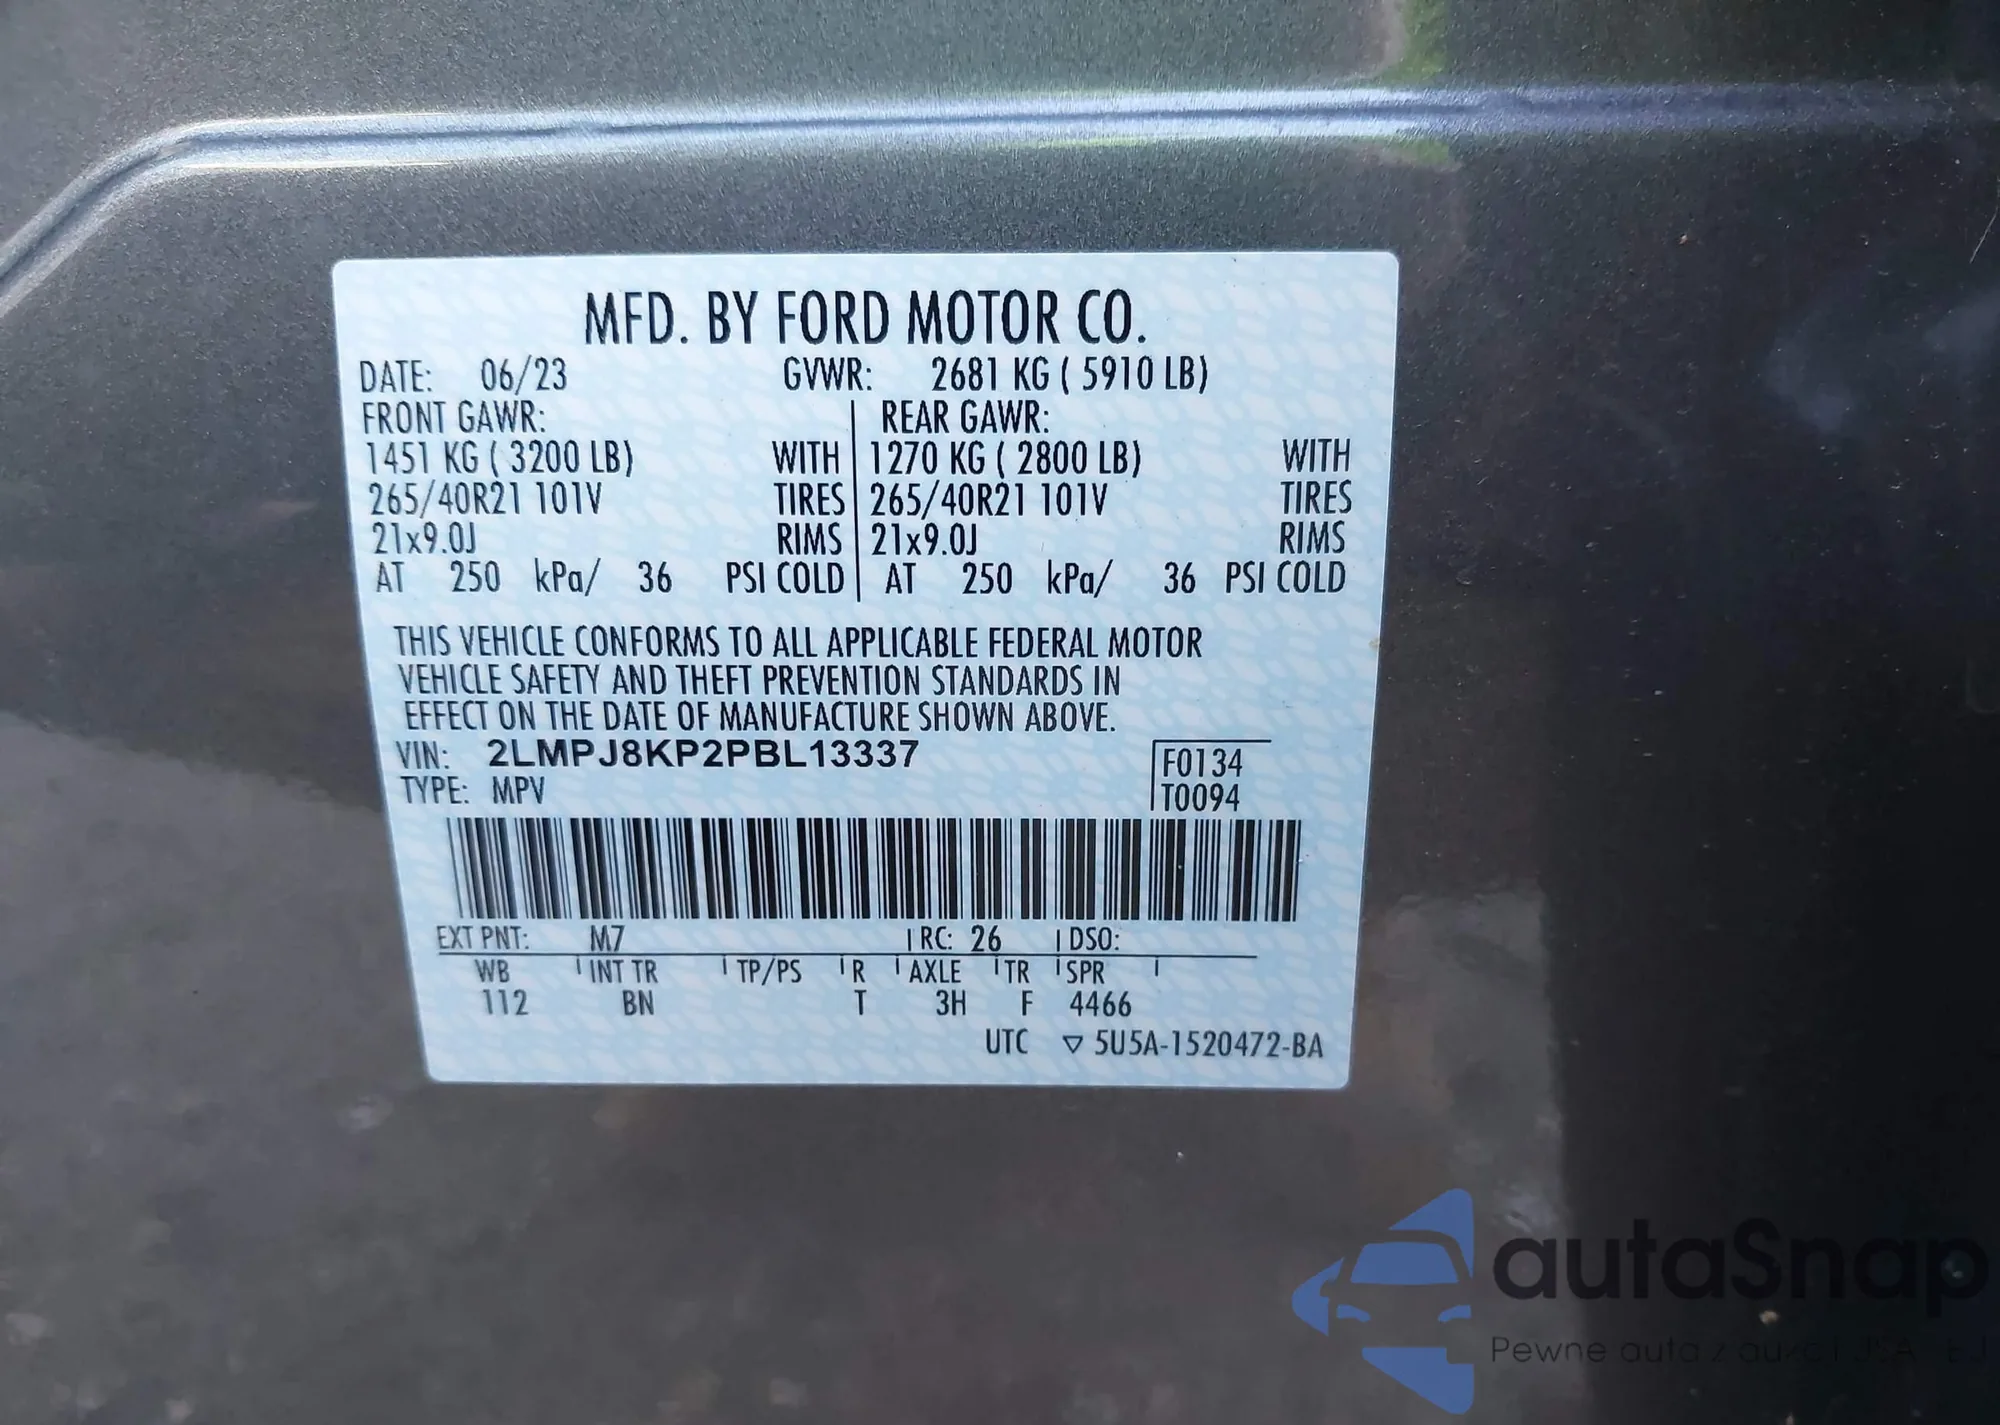 MFD. BY FORD MOTOR CO.
DATE: 06/23 GVWR: 2681 KG ( 5910 LB)
FRONT GAWR: REAR GAWR:
1451 KG ( 3200 LB) WITH 1270 KG ( 2800 LB) WITH
265/40R21 101V TIRES 265/40R21 101V TIRES
21x9.0J RIMS 21x9.0J RIMS
AT 250 kPa/ 36 PSI COLD AT 250 kPa/ 36 PSI COLD
THIS VEHICLE CONFORMS TO ALL APPLICABLE FEDERAL MOTOR
VEHICLE SAFETY AND THEFT PREVENTION STANDARDS IN
EFFECT ON THE DATE OF MANUFACTURE SHOWN ABOVE.
VIN: 2LMPJ8KP2PBL13337 F0134
TYPE: MPV T0094
EXT PNT: M7 RC: 26 DSO:
WB INT TR TP/PS R AXLE TR SPR
112 BN T 3H F 4466
UTC ▽ 5U5A-1520472-BA
autaSnap
Pewne auta z